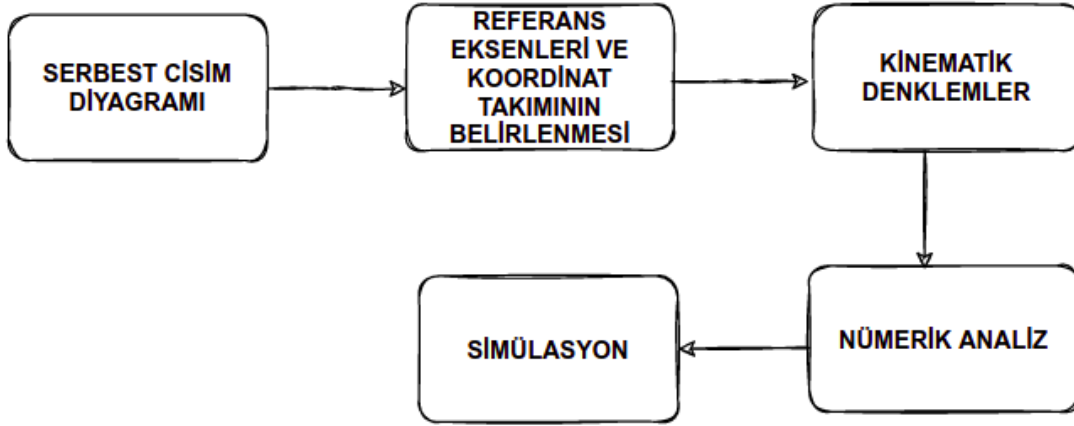 SERBEST CİSİM
DİYAGRAMI
REFERANS
EKSENLERİ VE
KOORDİNAT
TAKIMININ
BELİRLENMESİ
KİNEMATİK
DENKLEMLER
NÜMERİK ANALİZ
SİMÜLASYON